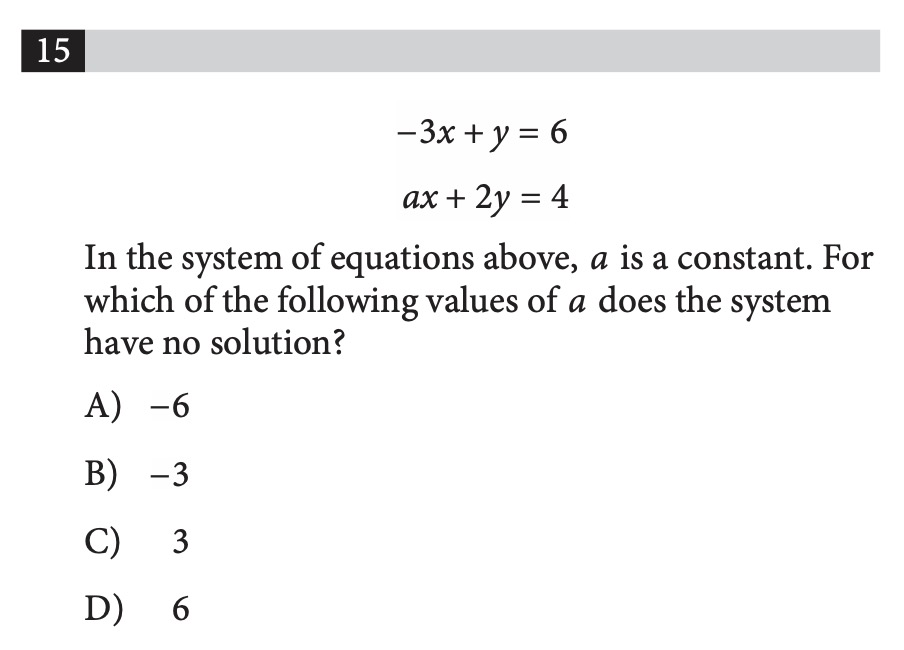 15
−3x + y = 6
ax + 2y = 4
In the system of equations above, a is a constant. For
which of the following values of a does the system
have no solution?
A) −6
B) −3
C) 3
D) 6